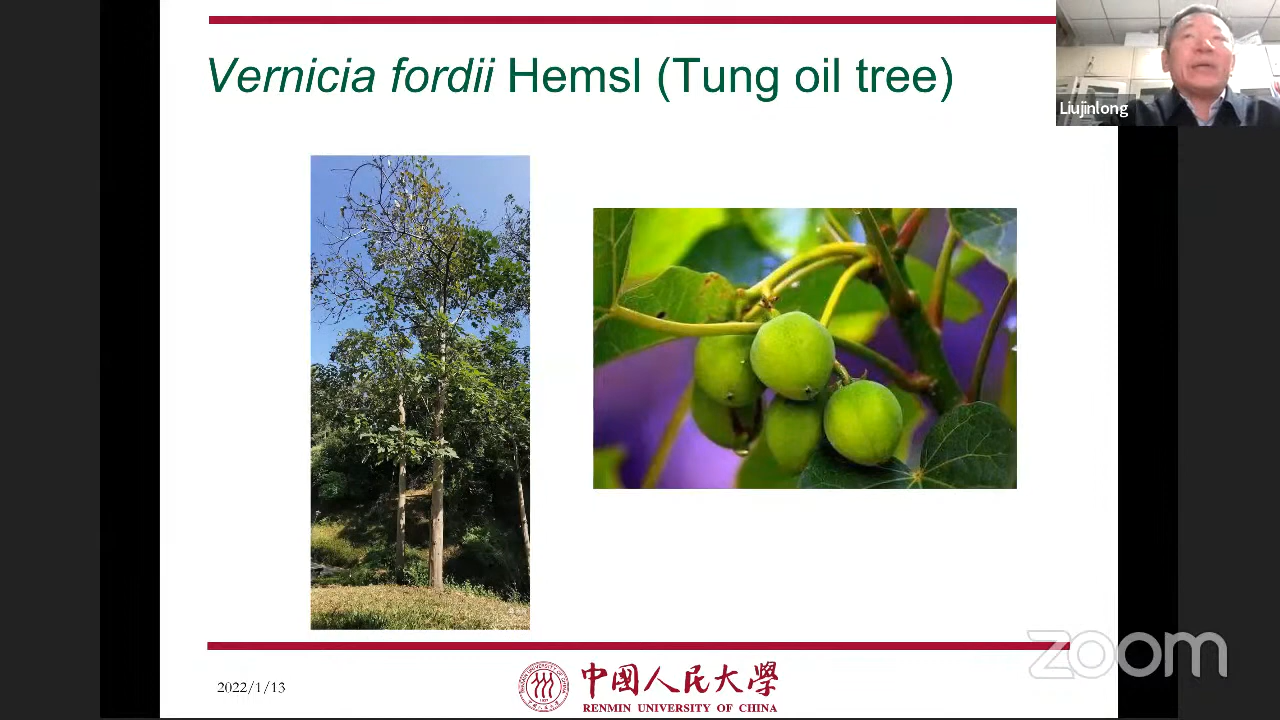 Vernicia fordii Hemsl (Tung oil tree)
Liujinlong
zoom
2022/1/13
中國人民大學
RENMIN UNIVERSITY OF CHINA